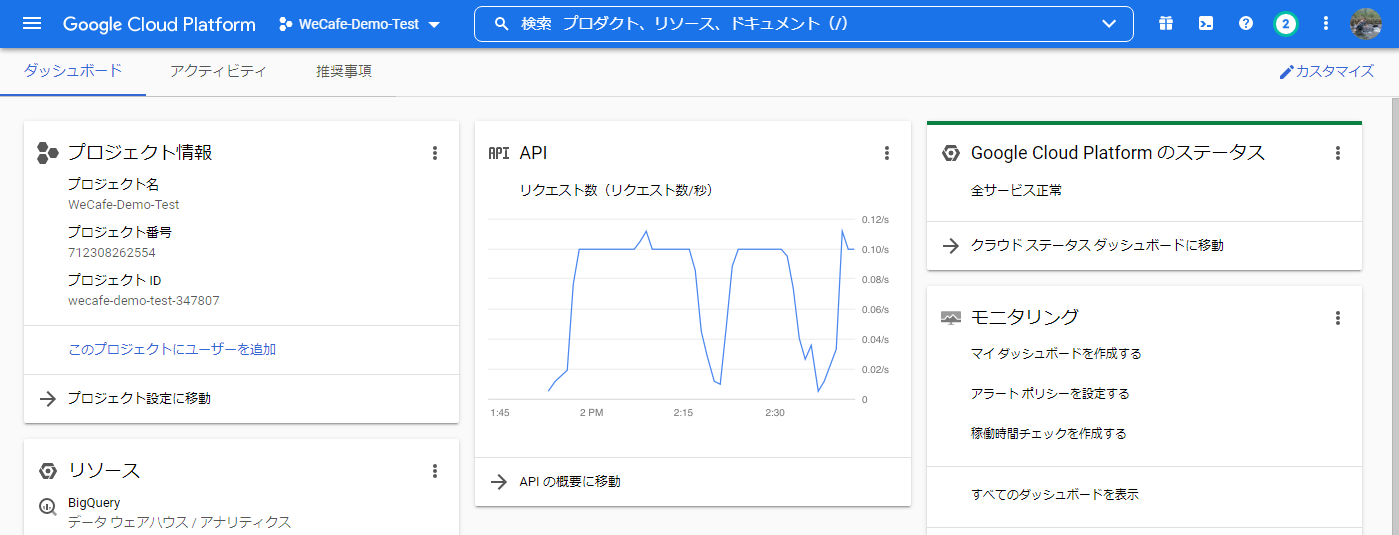 Google Cloud Platform
WeCafe-Demo-Test
検索 プロダクト、リソース、ドキュメント (/)
2
ダッシュボード
アクティビティ
推奨事項
カスタマイズ
プロジェクト情報
プロジェクト名
WeCafe-Demo-Test
プロジェクト番号
712308262554
プロジェクト ID
wecafe-demo-test-347807
このプロジェクトにユーザーを追加
プロジェクト設定に移動
リソース
BigQuery
データ ウェアハウス / アナリティクス
API API
リクエスト数（リクエスト数/秒）
0.12/s
0.10/s
0.08/s
0.06/s
0.04/s
0.02/s
0
1:45 2 PM 2:15 2:30
API の概要に移動
Google Cloud Platform のステータス
全サービス正常
クラウド ステータス ダッシュボードに移動
モニタリング
マイ ダッシュボードを作成する
アラート ポリシーを設定する
稼働時間チェックを作成する
すべてのダッシュボードを表示